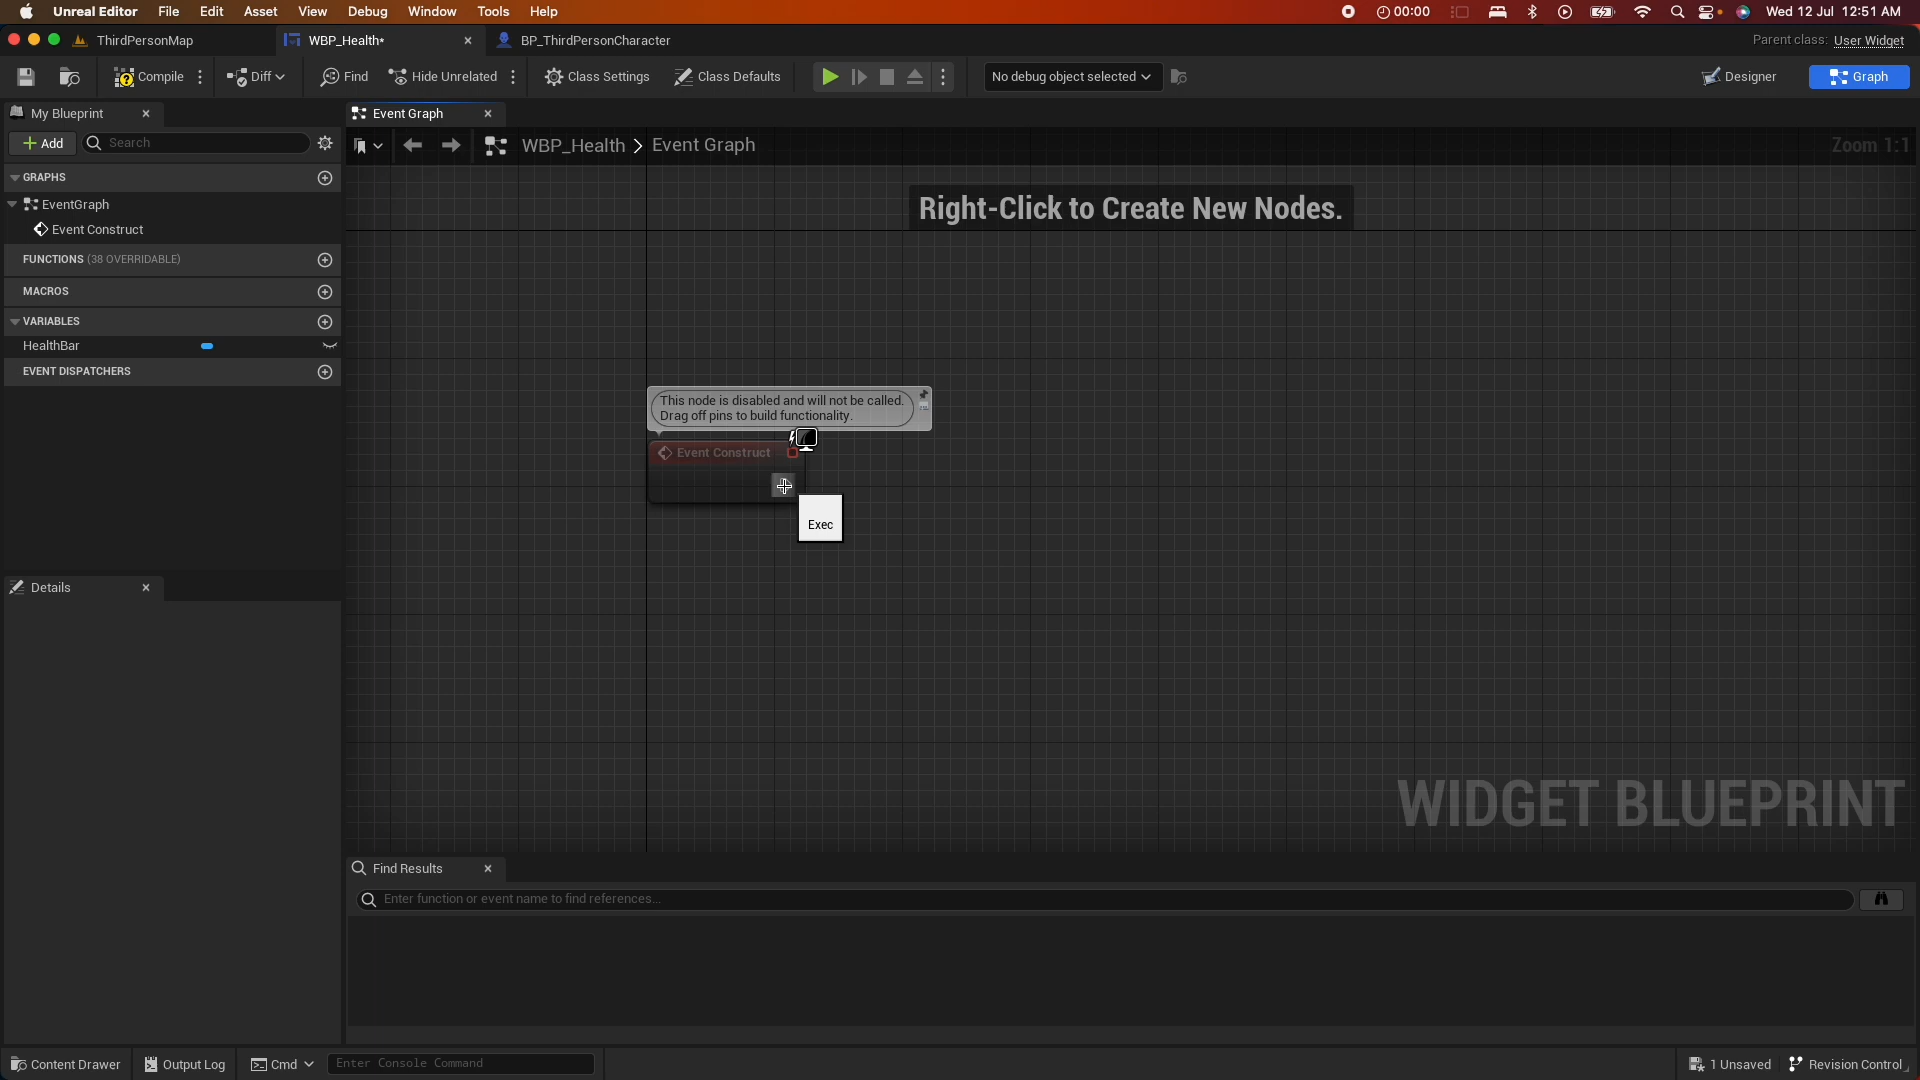 Unreal Editor File Edit Asset View Debug Window Tools Help 00:00 Wed 12 Jul 12:51 AM
ThirdPersonMap WBP_Health* BP_ThirdPersonCharacter Parent class: User Widget
Compile Diff Find Hide Unrelated Class Settings Class Defaults No debug object selected Designer Graph
My Blueprint Event Graph
Add Search WBP_Health > Event Graph Zoom 1:1
GRAPHS
EventGraph
Event Construct
FUNCTIONS (38 OVERRIDABLE)
MACROS
VARIABLES
HealthBar
EVENT DISPATCHERS
Details
Right-Click to Create New Nodes.
This node is disabled and will not be called.
Drag off pins to build functionality.
Event Construct
Exec
WIDGET BLUEPRINT
Find Results
Enter function or event name to find references...
Content Drawer Output Log Cmd Enter Console Command 1 Unsaved Revision Control